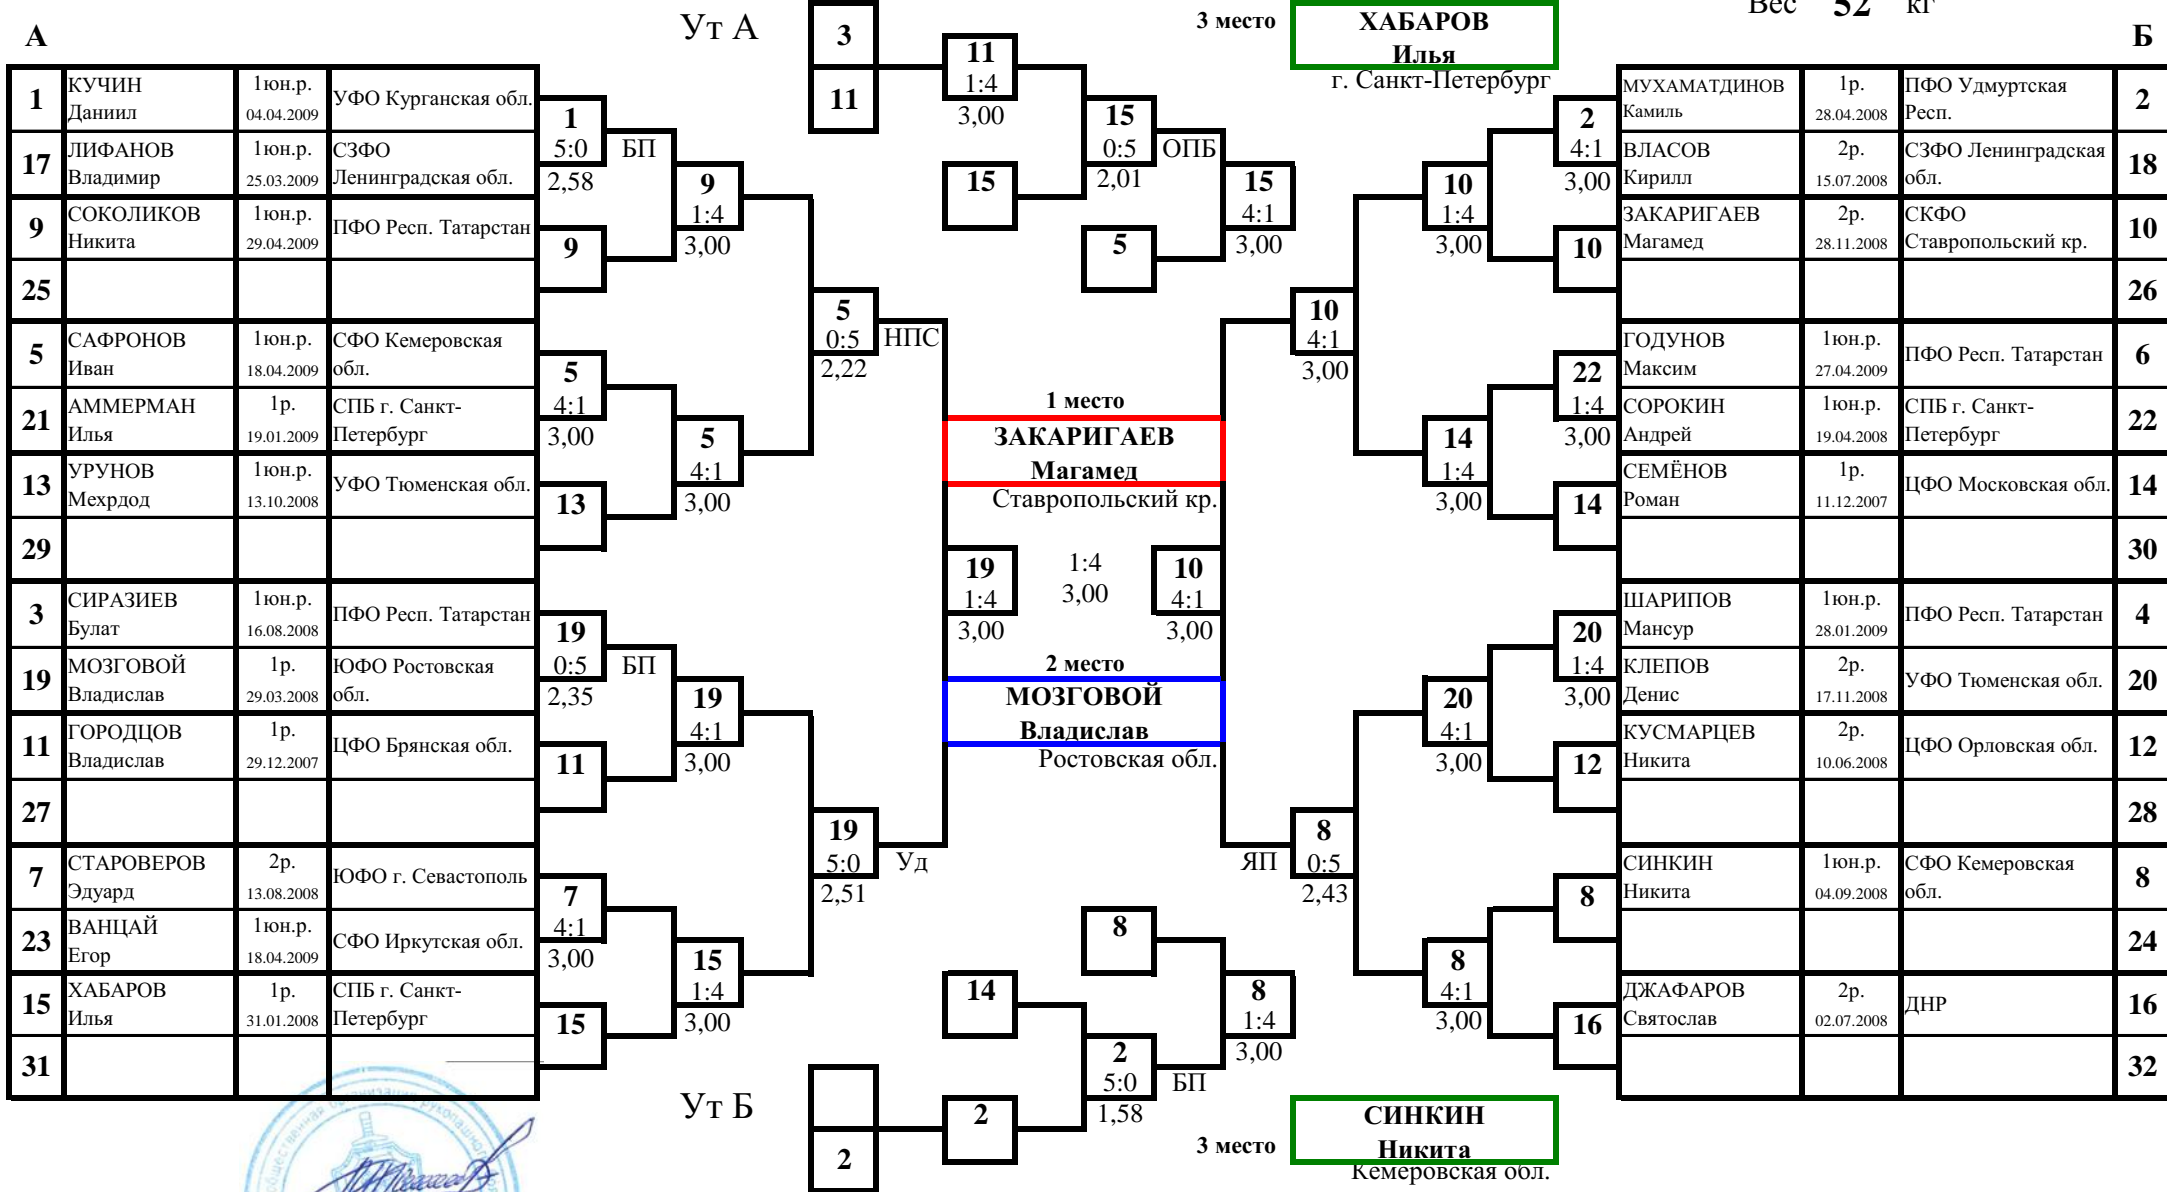 Ут А
3 место
ХАБАРОВ
Илья
г. Санкт-Петербург
Вес 52 кг
А
1 КУЧИН Даниил 1юн.р. 04.04.2009 УФО Курганская обл.
17 ЛИФАНОВ Владимир 1юн.р. 25.03.2009 СЗФО Ленинградская обл.
9 СОКОЛИКОВ Никита 1юн.р. 29.04.2009 ПФО Респ. Татарстан
25
5 САФРОНОВ Иван 1юн.р. 18.04.2009 СФО Кемеровская обл.
21 АММЕРМАН Илья 1р. 19.01.2009 СПБ г. Санкт-Петербург
13 УРУНОВ Мехрдод 1юн.р. 13.10.2008 УФО Тюменская обл.
29
3 СИРАЗИЕВ Булат 1юн.р. 16.08.2008 ПФО Респ. Татарстан
19 МОЗГОВОЙ Владислав 1р. 29.03.2008 ЮФО Ростовская обл.
11 ГОРОДЦОВ Владислав 1р. 29.12.2007 ЦФО Брянская обл.
27
7 СТАРОВЕРОВ Эдуард 2р. 13.08.2008 ЮФО г. Севастополь
23 ВАНЦАЙ Егор 1юн.р. 18.04.2009 СФО Иркутская обл.
15 ХАБАРОВ Илья 1р. 31.01.2008 СПБ г. Санкт-Петербург
31
1 5:0 2,58 БП
9
5 4:1 3,00
13
19 0:5 2,35 БП
11
7 4:1 3,00
15
9 1:4 3,00
5 4:1 3,00
19 4:1 3,00
15 1:4 3,00
5 0:5 2,22 НПС
19 5:0 2,51 Уд
3
11
11 1:4 3,00
15
15 0:5 2,01 ОПБ
5
15 4:1 3,00
1 место
ЗАКАРИГАЕВ
Магамед
Ставропольский кр.
19 1:4 3,00
1:4
3,00
10 4:1 3,00
2 место
МОЗГОВОЙ
Владислав
Ростовская обл.
10 4:1 3,00
ЯП 8 0:5 2,43
10 1:4 3,00
14 1:4 3,00
20 4:1 3,00
8 4:1 3,00
2 4:1 3,00
10
22 1:4 3,00
14
20 1:4 3,00
12
8
16
Б
МУХАМАТДИНОВ Камиль 1р. 28.04.2008 ПФО Удмуртская Респ. 2
ВЛАСОВ Кирилл 2р. 15.07.2008 СЗФО Ленинградская обл. 18
ЗАКАРИГАЕВ Магамед 2р. 28.11.2008 СКФО Ставропольский кр. 10
26
ГОДУНОВ Максим 1юн.р. 27.04.2009 ПФО Респ. Татарстан 6
СОРОКИН Андрей 1юн.р. 19.04.2008 СПБ г. Санкт-Петербург 22
СЕМЁНОВ Роман 1р. 11.12.2007 ЦФО Московская обл. 14
30
ШАРИПОВ Мансур 1юн.р. 28.01.2009 ПФО Респ. Татарстан 4
КЛЕПОВ Денис 2р. 17.11.2008 УФО Тюменская обл. 20
КУСМАРЦЕВ Никита 2р. 10.06.2008 ЦФО Орловская обл. 12
28
СИНКИН Никита 1юн.р. 04.09.2008 СФО Кемеровская обл. 8
24
ДЖАФАРОВ Святослав 2р. 02.07.2008 ДНР 16
32
8
14
8 1:4 3,00
2 5:0 1,58 БП
2
Ут Б
2
3 место
СИНКИН
Никита
Кемеровская обл.